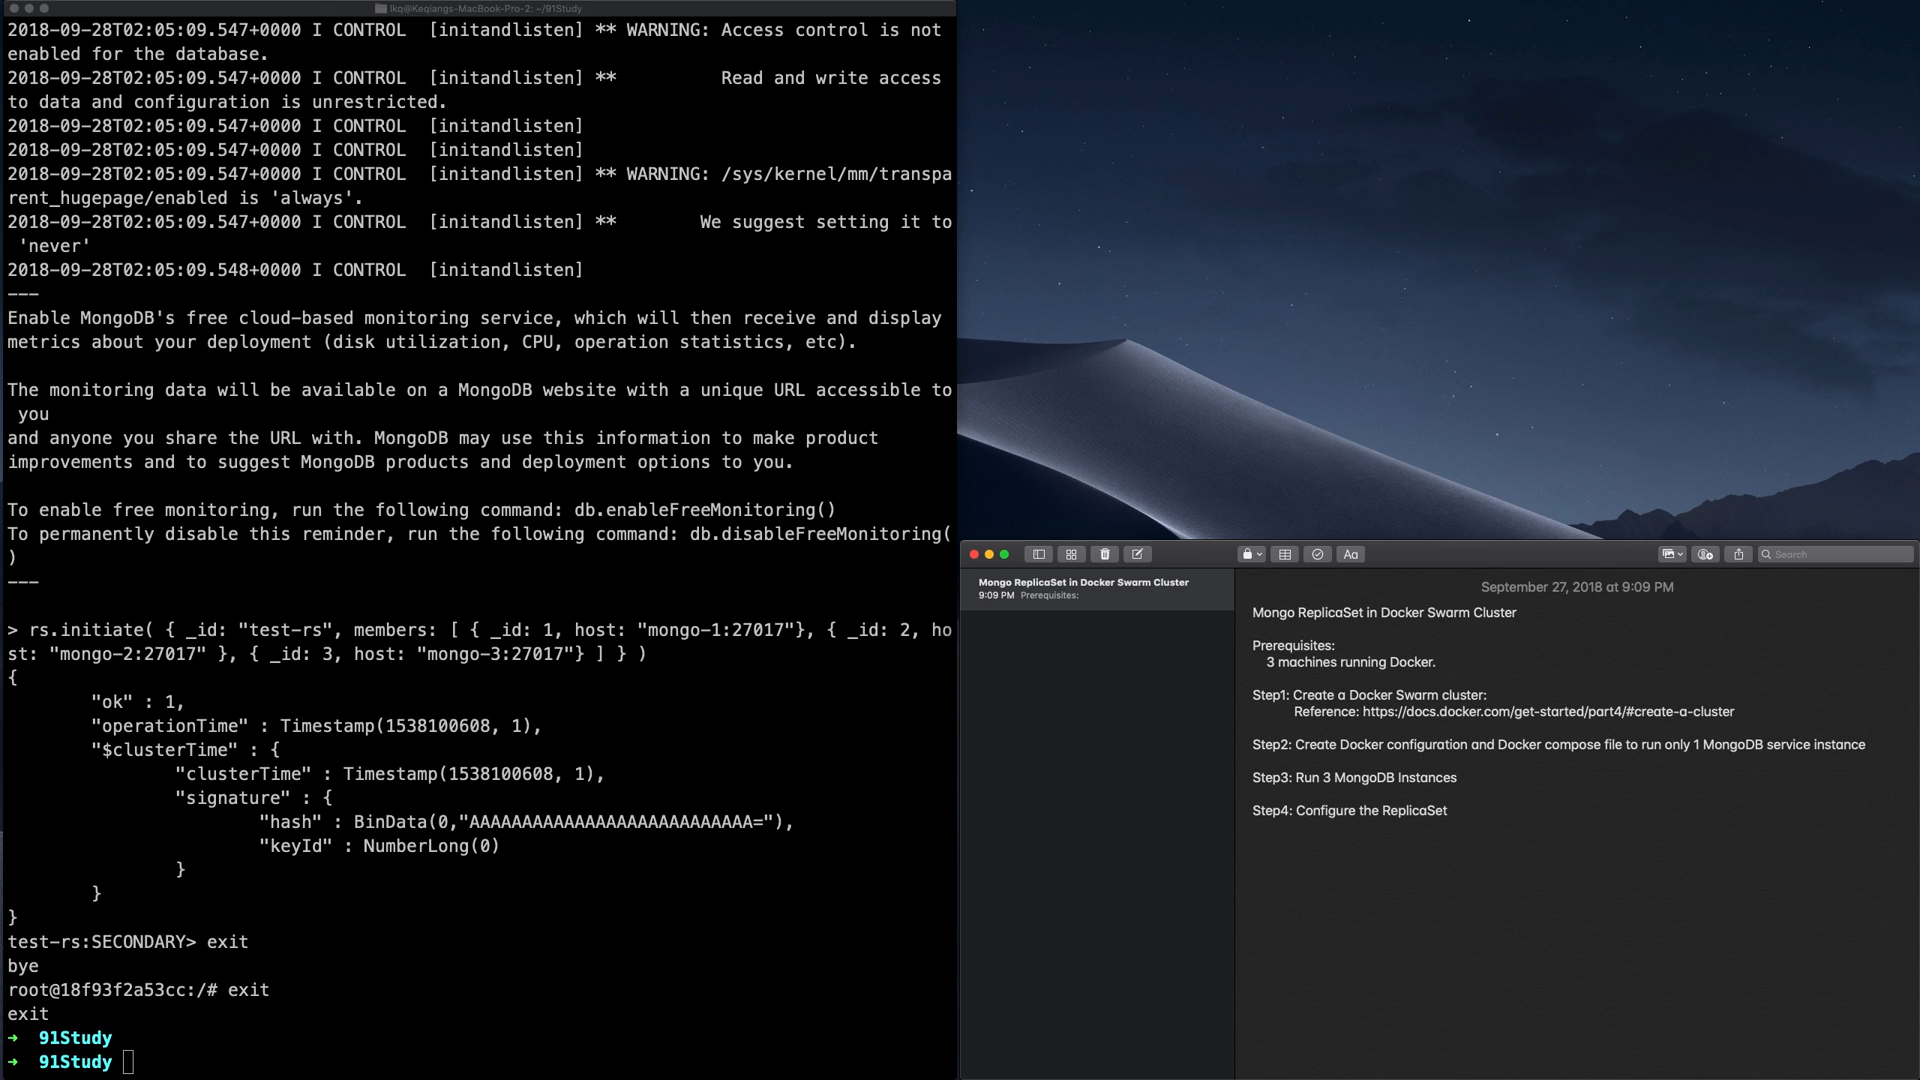 lkq@Keqiangs-MacBook-Pro-2: ~/91Study
2018-09-28T02:05:09.547+0000 I CONTROL  [initandlisten] ** WARNING: Access control is not
enabled for the database.
2018-09-28T02:05:09.547+0000 I CONTROL  [initandlisten] **          Read and write access
to data and configuration is unrestricted.
2018-09-28T02:05:09.547+0000 I CONTROL  [initandlisten]
2018-09-28T02:05:09.547+0000 I CONTROL  [initandlisten]
2018-09-28T02:05:09.547+0000 I CONTROL  [initandlisten] ** WARNING: /sys/kernel/mm/transpa
rent_hugepage/enabled is 'always'.
2018-09-28T02:05:09.547+0000 I CONTROL  [initandlisten] **        We suggest setting it to
 'never'
2018-09-28T02:05:09.548+0000 I CONTROL  [initandlisten]
---
Enable MongoDB's free cloud-based monitoring service, which will then receive and display
metrics about your deployment (disk utilization, CPU, operation statistics, etc).
The monitoring data will be available on a MongoDB website with a unique URL accessible to
 you
and anyone you share the URL with. MongoDB may use this information to make product
improvements and to suggest MongoDB products and deployment options to you.
To enable free monitoring, run the following command: db.enableFreeMonitoring()
To permanently disable this reminder, run the following command: db.disableFreeMonitoring(
)
---
> rs.initiate( { _id: "test-rs", members: [ { _id: 1, host: "mongo-1:27017"}, { _id: 2, ho
st: "mongo-2:27017" }, { _id: 3, host: "mongo-3:27017"} ] } )
{
        "ok" : 1,
        "operationTime" : Timestamp(1538100608, 1),
        "$clusterTime" : {
                "clusterTime" : Timestamp(1538100608, 1),
                "signature" : {
                        "hash" : BinData(0,"AAAAAAAAAAAAAAAAAAAAAAAAAAA="),
                        "keyId" : NumberLong(0)
                }
        }
}
test-rs:SECONDARY> exit
bye
root@18f93f2a53cc:/# exit
exit
→  91Study
→  91Study
Aa
Search
Mongo ReplicaSet in Docker Swarm Cluster
9:09 PM  Prerequisites:
September 27, 2018 at 9:09 PM
Mongo ReplicaSet in Docker Swarm Cluster
Prerequisites:
3 machines running Docker.
Step1: Create a Docker Swarm cluster:
Reference: https://docs.docker.com/get-started/part4/#create-a-cluster
Step2: Create Docker configuration and Docker compose file to run only 1 MongoDB service instance
Step3: Run 3 MongoDB Instances
Step4: Configure the ReplicaSet